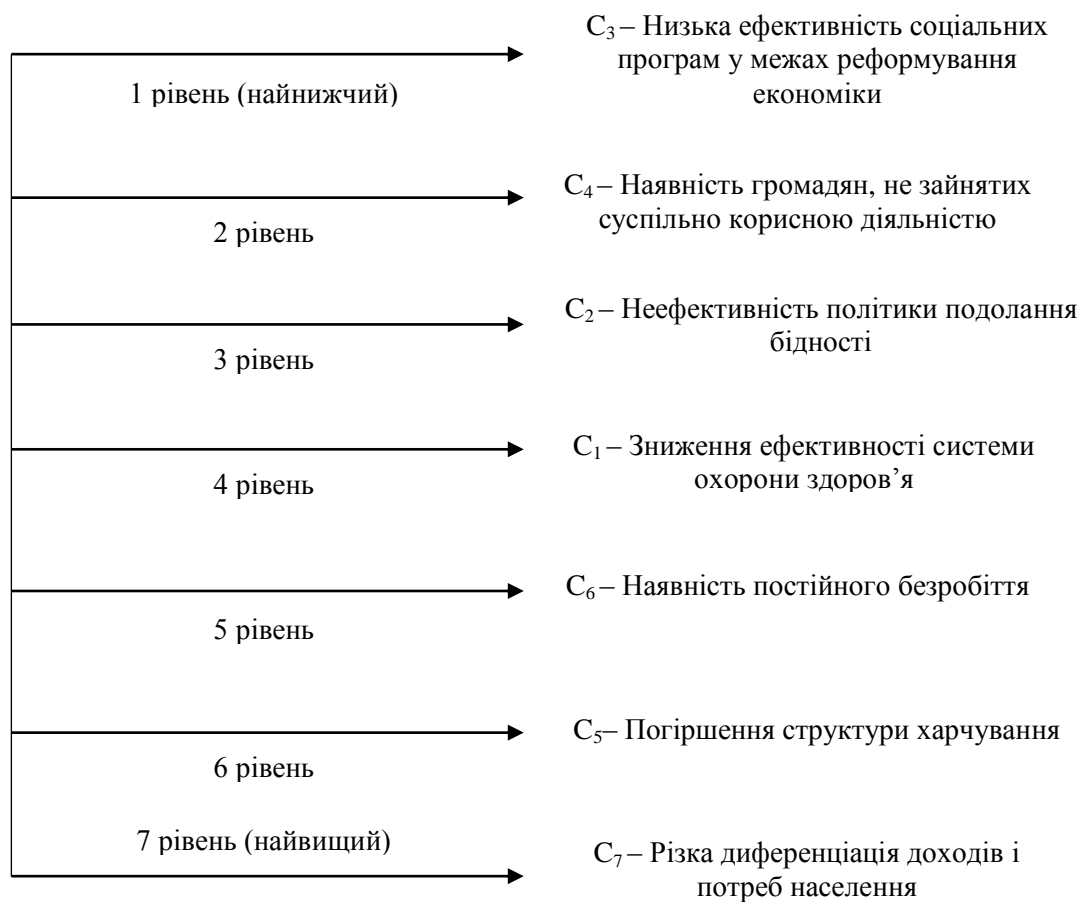 C₃ – Низька ефективність соціальних
програм у межах реформування
економіки
1 рівень (найнижчий)
C₄ – Наявність громадян, не зайнятих
суспільно корисною діяльністю
2 рівень
C₂ – Неефективність політики подолання
бідності
3 рівень
C₁ – Зниження ефективності системи
охорони здоров’я
4 рівень
C₆ – Наявність постійного безробіття
5 рівень
C₅– Погіршення структури харчування
6 рівень
7 рівень (найвищий)
C₇ – Різка диференціація доходів і
потреб населення